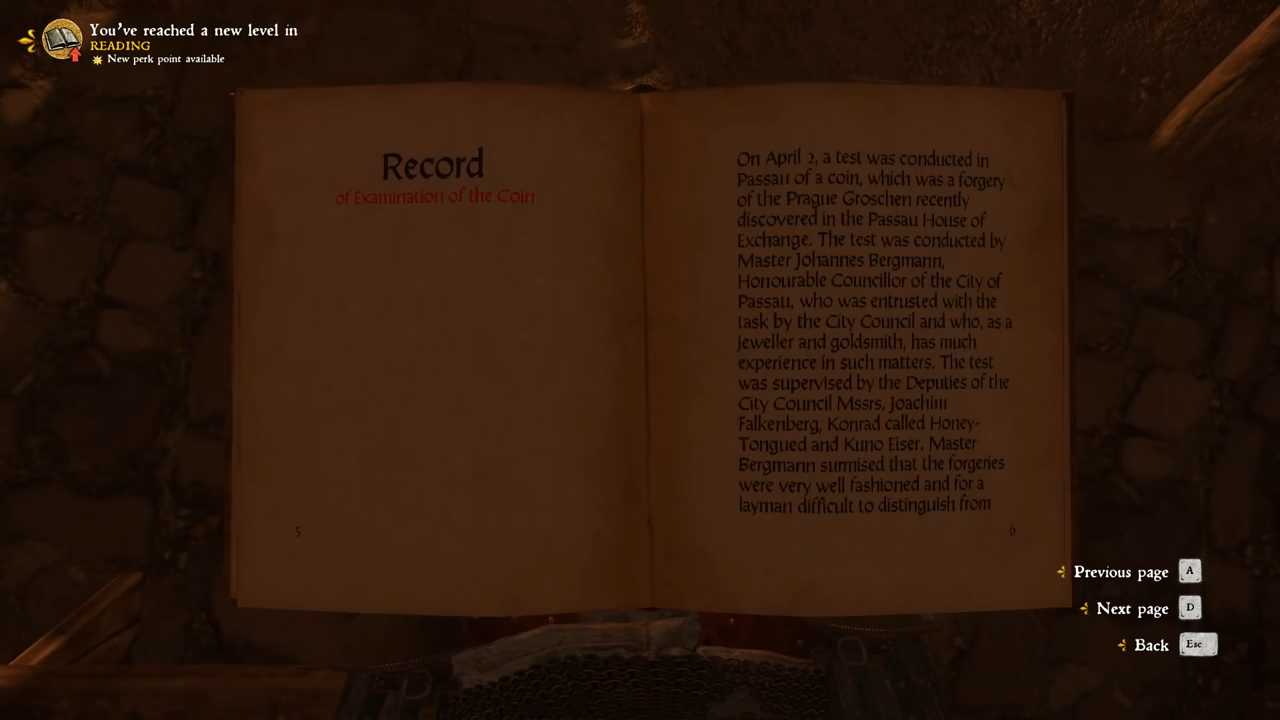 You've reached a new level in
READING
New perk point available
Record
of Examination of the Coin
5
On April 2, a test was conducted in
Passau of a coin, which was a forgery
of the Prague Groschen recently
discovered in the Passau House of
Exchange. The test was conducted by
Master Johannes Bergmann,
Honourable Councillor of the City of
Passau, who was entrusted with the
task by the City Council and who, as a
jeweller and goldsmith, has much
experience in such matters. The test
was supervised by the Deputies of the
City Council Mssrs, Joachim
Falkenberg, Konrad called Honey-
Tongued and Kuno Eiser. Master
Bergmann surmised that the forgeries
were very well fashioned and for a
layman difficult to distinguish from
6
Previous page A
Next page D
Back Esc